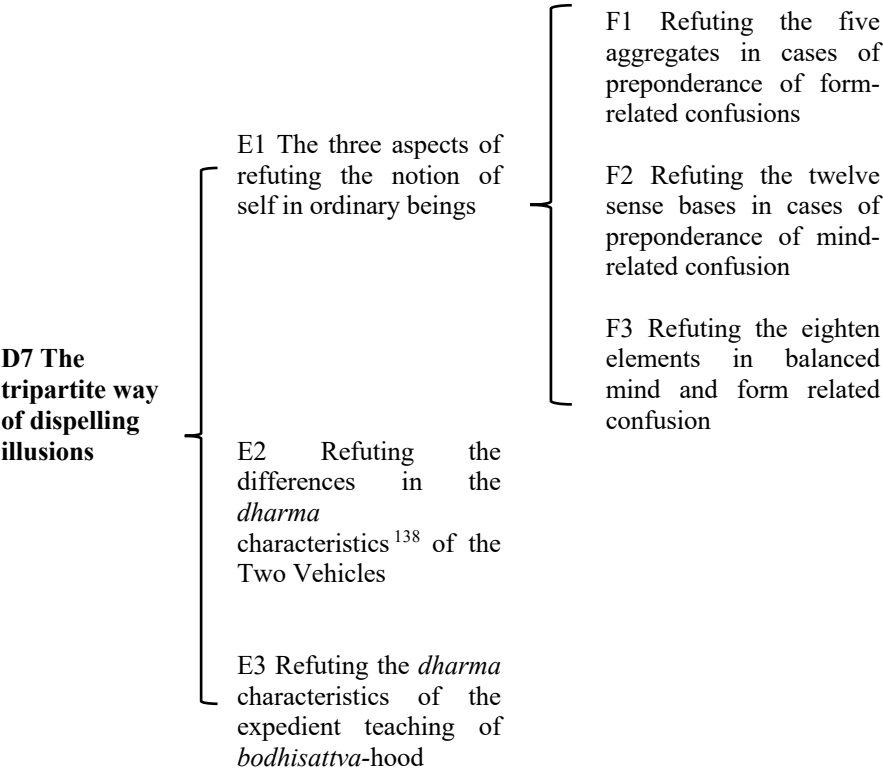 D7 The
tripartite way
of dispelling
illusions
E1 The three aspects of
refuting the notion of
self in ordinary beings
F1 Refuting the five
aggregates in cases of
preponderance of form-
related confusions
F2 Refuting the twelve
sense bases in cases of
preponderance of mind-
related confusion
F3 Refuting the eighten
elements in balanced
mind and form related
confusion
E2 Refuting the
differences in the
dharma
characteristics 138 of the
Two Vehicles
E3 Refuting the dharma
characteristics of the
expedient teaching of
bodhisattva-hood